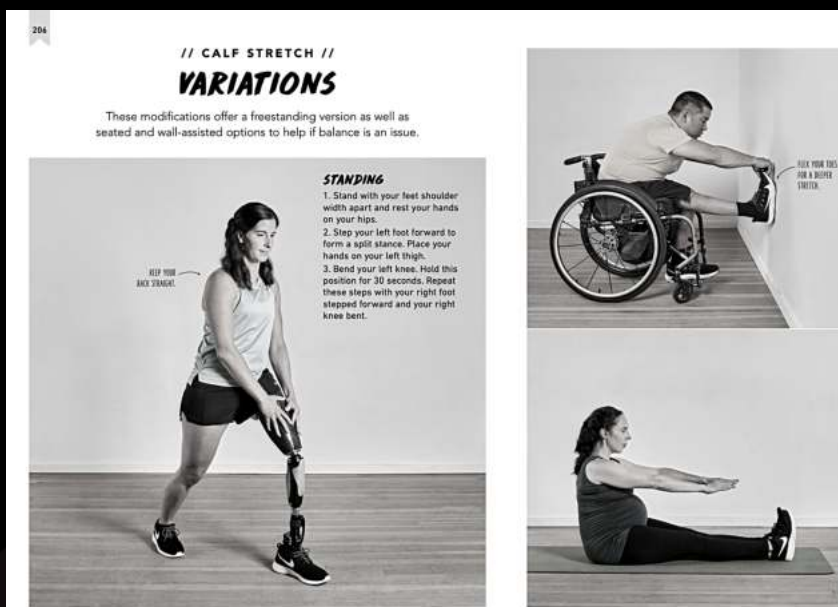 206
// CALF STRETCH //
VARIATIONS
These modifications offer a freestanding version as well as
seated and wall-assisted options to help if balance is an issue.
STANDING
1. Stand with your feet shoulder
width apart and rest your hands
on your hips.
2. Step your left foot forward to
form a split stance. Place your
hands on your left thigh.
3. Bend your left knee. Hold this
position for 30 seconds. Repeat
these steps with your right foot
stepped forward and your right
knee bent.
KEEP YOUR
BACK STRAIGHT.
FLEX YOUR TOES
FOR A DEEPER
STRETCH.